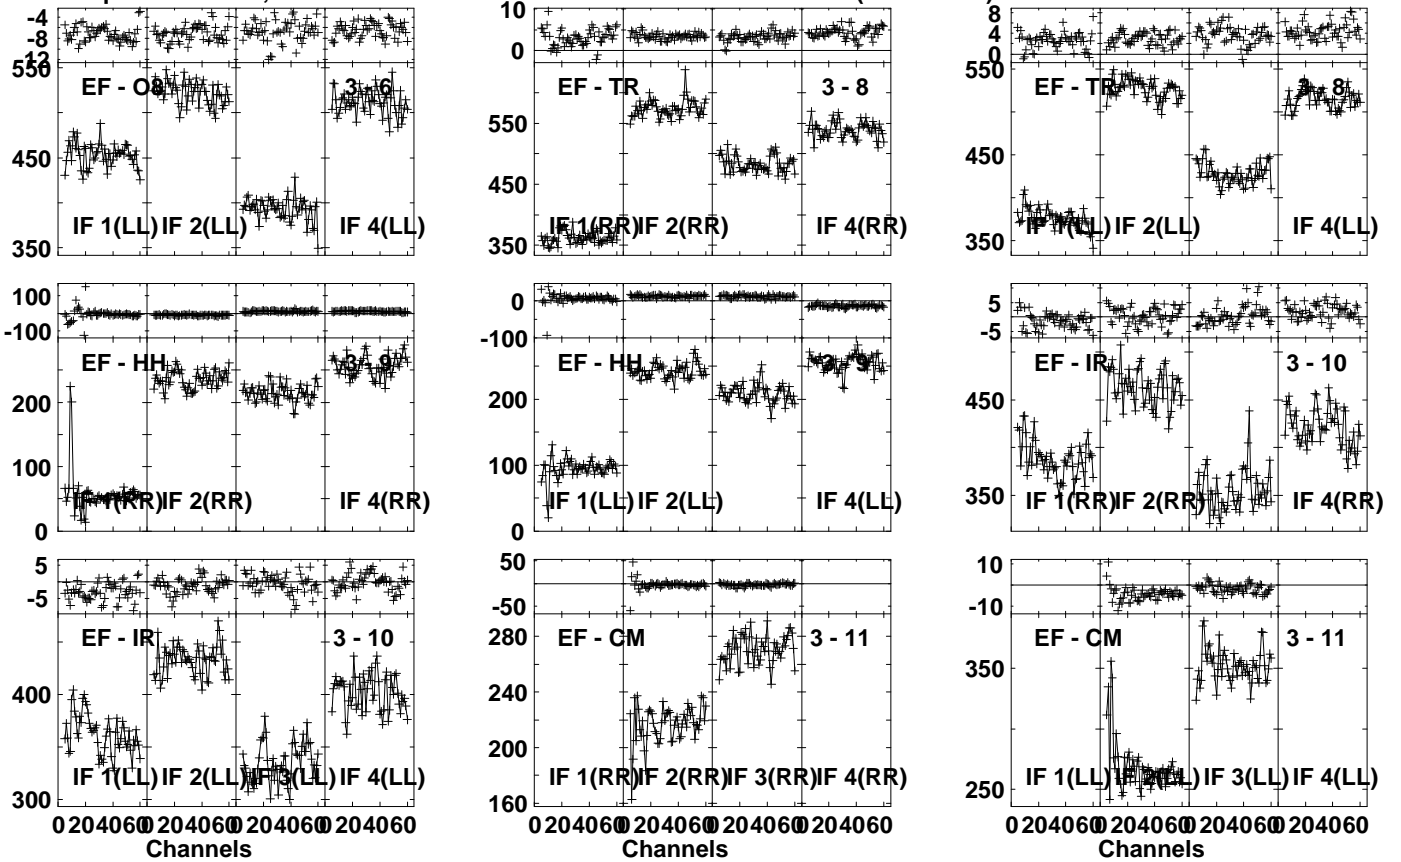 -4 10 8
-8 4
-12 0 0
550 EF - O8 3 - 6 EF - TR 3 - 8 550 EF - TR 3 - 8
550
450 450 450
IF 1(LL) IF 2(LL) IF 4(LL) IF 1(RR) IF 2(RR) IF 4(RR) IF 1(LL) IF 2(LL) IF 4(LL)
350 350 350
100 0 5
-100 -100 -5
EF - HH 3 - 9 EF - HH 3 - 9 EF - IR 3 - 10
200 200 450
100 100
IF 1(RR) IF 2(RR) IF 4(RR) IF 1(LL) IF 2(LL) IF 4(LL) 350 IF 1(RR) IF 2(RR) IF 4(RR)
0 0
5 50 10
-5 -50 -10
EF - IR 3 - 10 280 EF - CM 3 - 11 EF - CM 3 - 11
400 240 350
200
IF 1(LL) IF 2(LL) IF 3(LL) IF 4(LL) IF 1(RR) IF 2(RR) IF 3(RR) IF 4(RR) IF 1(LL) IF 2(LL) IF 3(LL) IF 4(LL)
300 160 250
0 20 40 60 0 20 40 60 0 20 40 60 0 20 40 60 0 20 40 60 0 20 40 60 0 20 40 60 0 20 40 60 0 20 40 60 0 20 40 60 0 20 40 60 0 20 40 60
Channels Channels Channels